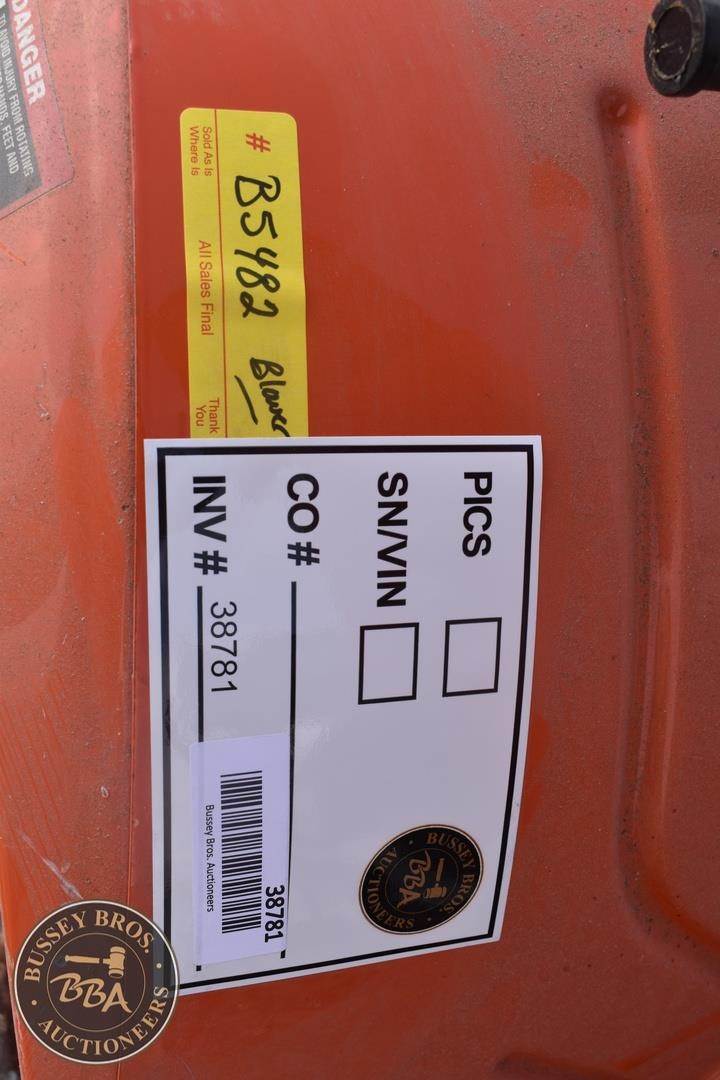 DANGER
TO AVOID INJURY FROM ROTATING
HANDS, FEET AND
# B5482 Blower
Sold As Is
Where Is
All Sales Final
Thank
You
PICS
SN/VIN
CO #
INV # 38781
38781
Bussey Bros. Auctioneers
BUSSEY BROS.
BBA
AUCTIONEERS
BUSSEY BROS.
BBA
AUCTIONEERS